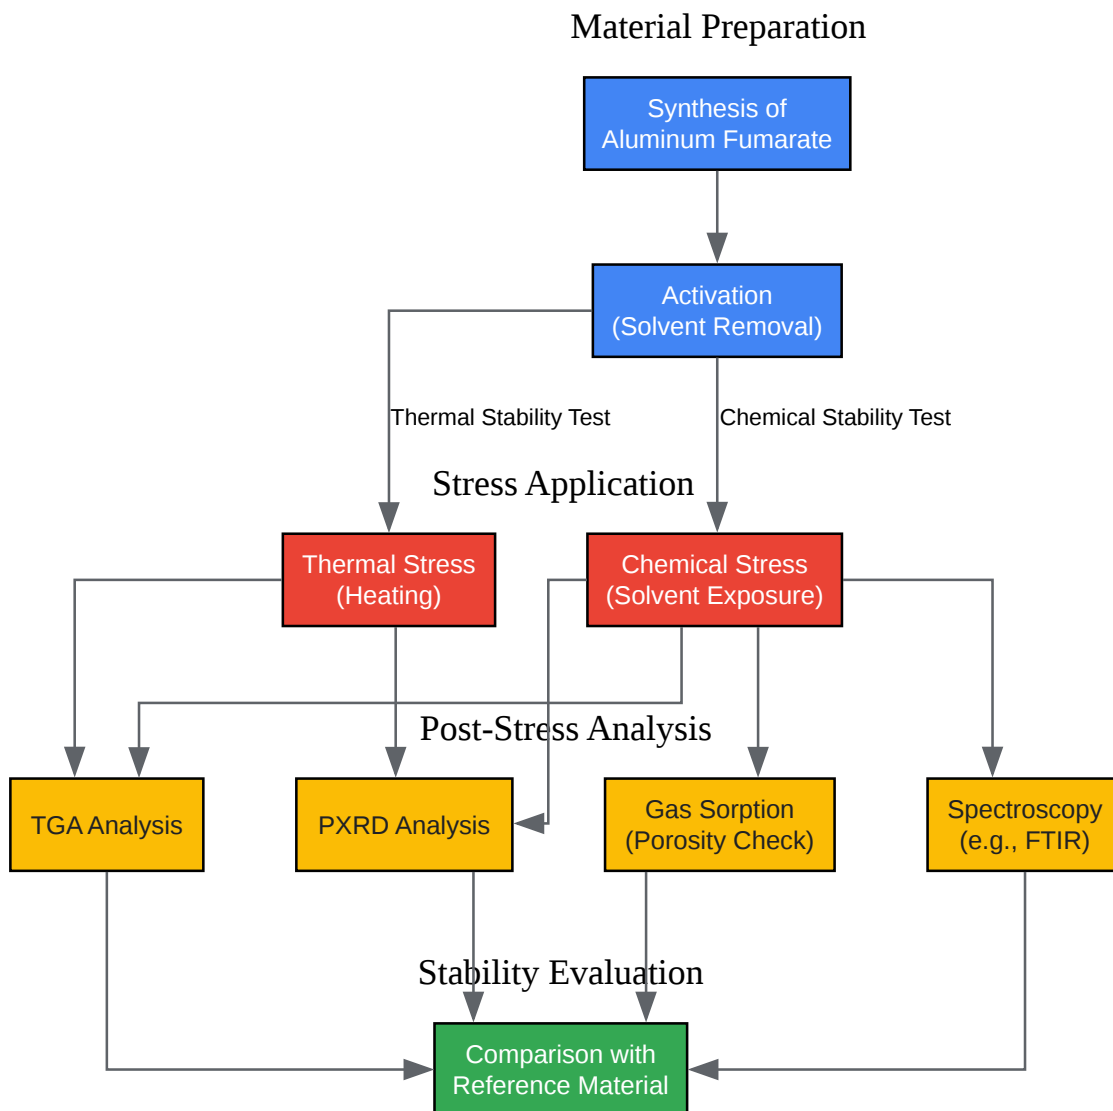 Material Preparation
Synthesis of
Aluminum Fumarate
Activation
(Solvent Removal)
Thermal Stability Test
Chemical Stability Test
Stress Application
Thermal Stress
(Heating)
Chemical Stress
(Solvent Exposure)
Post-Stress Analysis
TGA Analysis
PXRD Analysis
Gas Sorption
(Porosity Check)
Spectroscopy
(e.g., FTIR)
Stability Evaluation
Comparison with
Reference Material